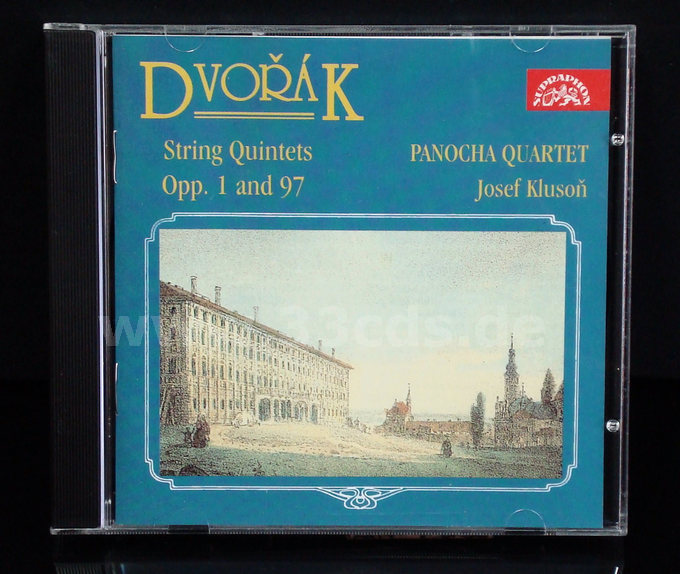 DVOŘÁK
SUPRAPHON
String Quintets
Opp. 1 and 97
PANOCHA QUARTET
Josef Klusoň
www.33cds.de